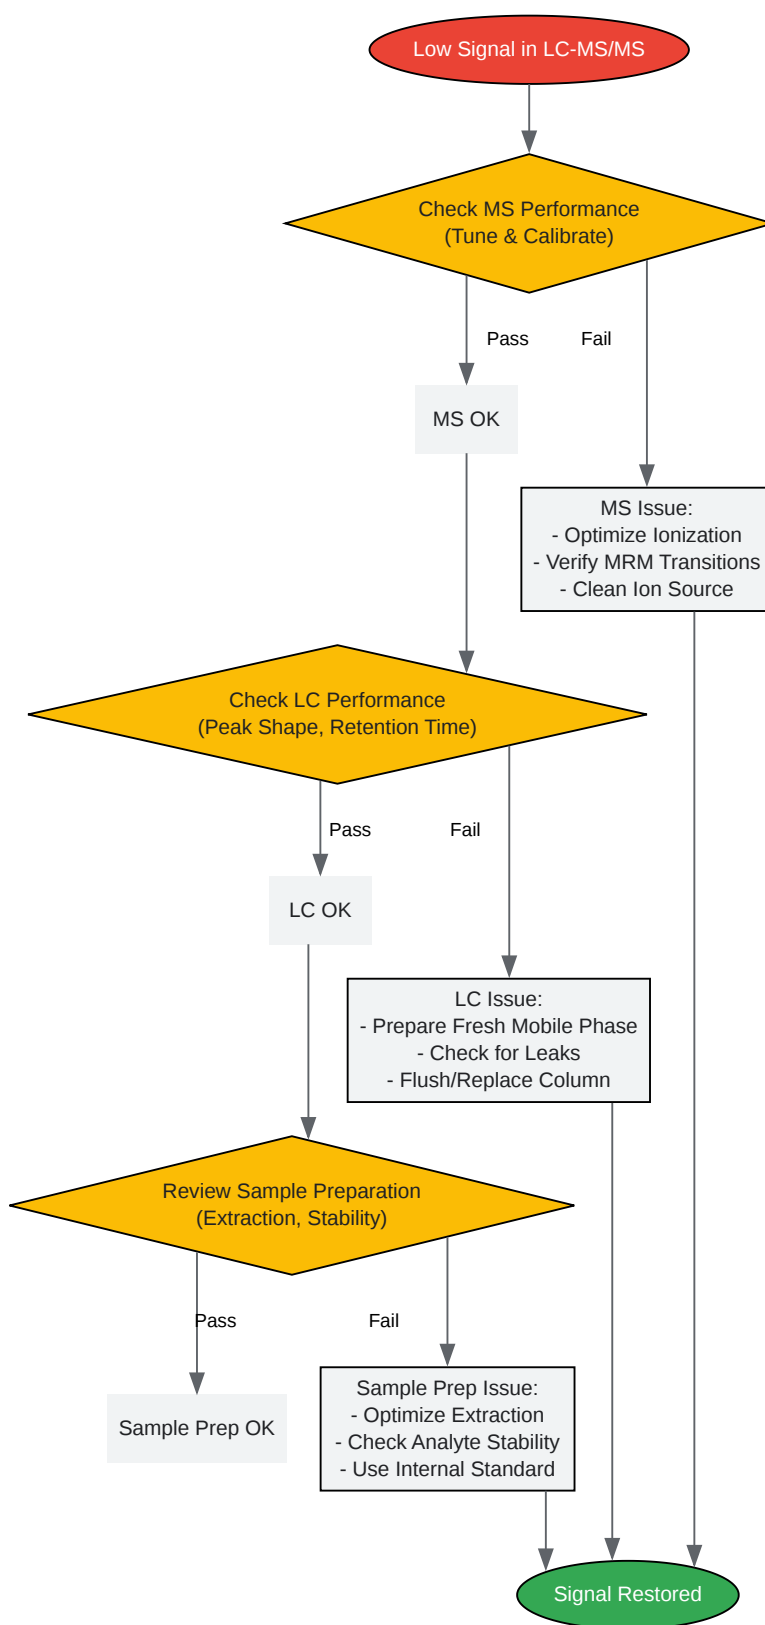 Low Signal in LC-MS/MS
Check MS Performance
(Tune & Calibrate)
Pass
Fail
MS OK
MS Issue:
- Optimize Ionization
- Verify MRM Transitions
- Clean Ion Source
Check LC Performance
(Peak Shape, Retention Time)
Pass
Fail
LC OK
LC Issue:
- Prepare Fresh Mobile Phase
- Check for Leaks
- Flush/Replace Column
Review Sample Preparation
(Extraction, Stability)
Pass
Fail
Sample Prep OK
Sample Prep Issue:
- Optimize Extraction
- Check Analyte Stability
- Use Internal Standard
Signal Restored